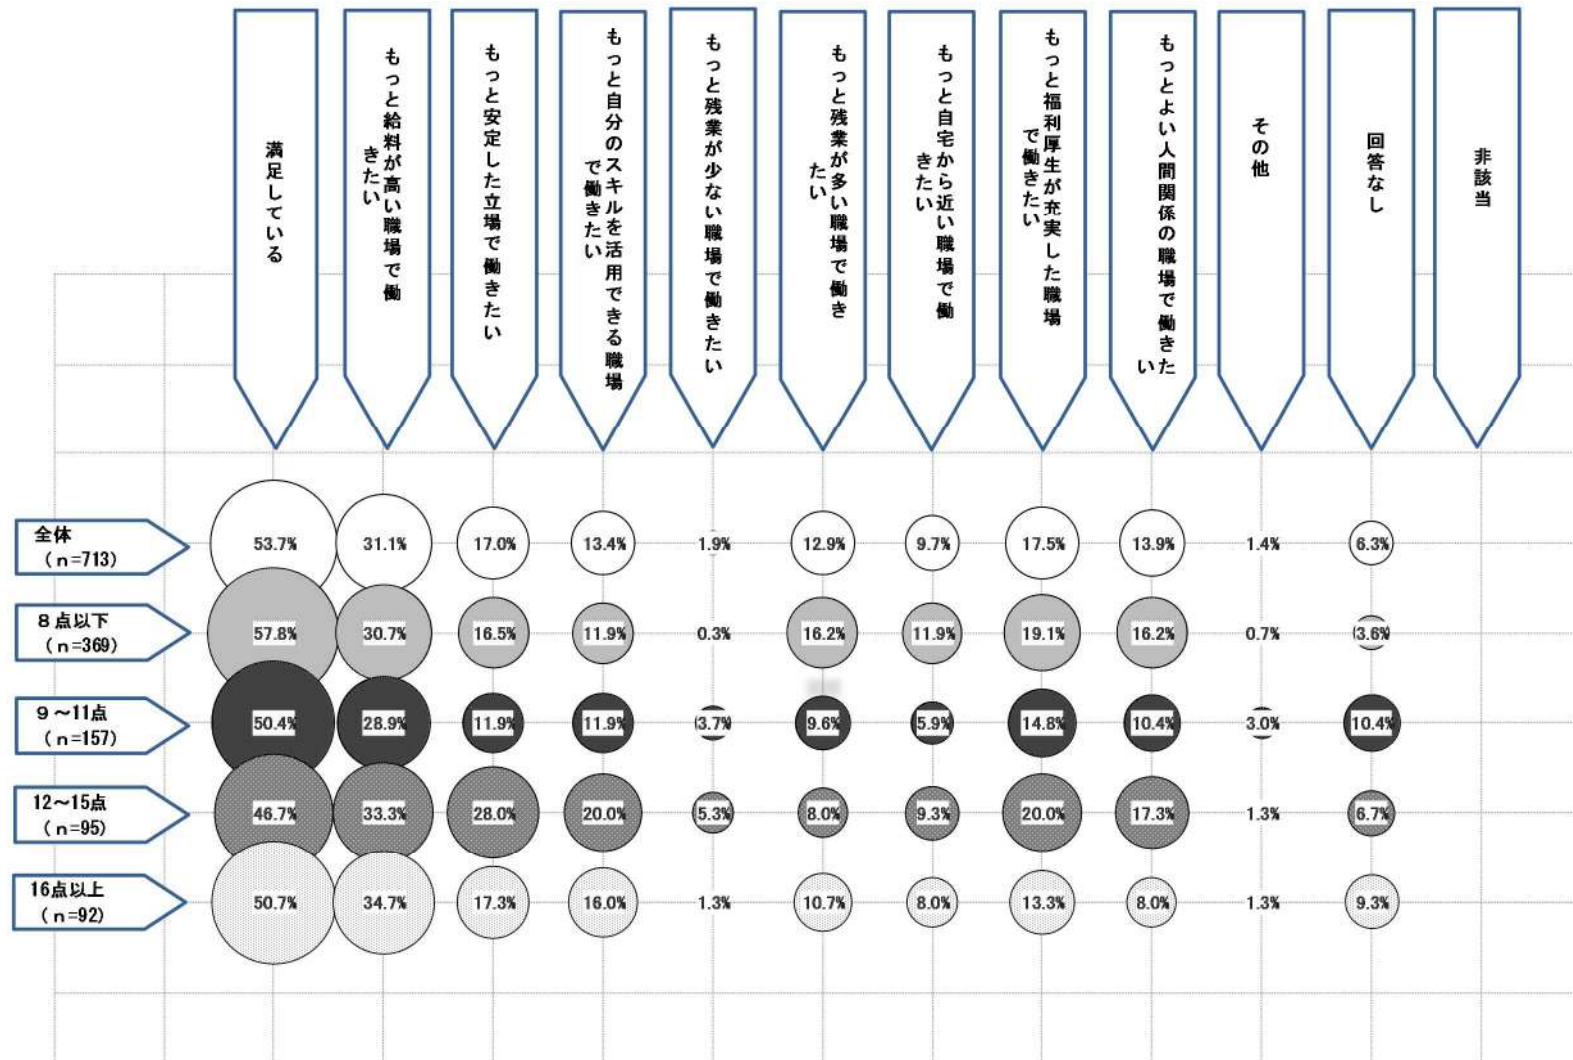 満足している
もっと給料が高い職場で働
きたい
もっと安定した立場で働きたい
もっと自分のスキルを活用できる職場
で働きたい
もっと残業が少ない職場で働きたい
もっと残業が多い職場で働き
たい
もっと自宅から近い職場で働
きたい
もっと福利厚生が充実した職場
で働きたい
もっとよい人間関係の職場で働きた
い
その他
回答なし
非該当
全体
(n=713)
53.7% 31.1% 17.0% 13.4% 1.9% 12.9% 9.7% 17.5% 13.9% 1.4% 6.3%
8点以下
(n=369)
57.8% 30.7% 16.5% 11.9% 0.3% 16.2% 11.9% 19.1% 16.2% 0.7% 3.6%
9~11点
(n=157)
50.4% 28.9% 11.9% 11.9% 3.7% 9.6% 5.9% 14.8% 10.4% 3.0% 10.4%
12~15点
(n=95)
46.7% 33.3% 28.0% 20.0% 5.3% 8.0% 9.3% 20.0% 17.3% 1.3% 6.7%
16点以上
(n=92)
50.7% 34.7% 17.3% 16.0% 1.3% 10.7% 8.0% 13.3% 8.0% 1.3% 9.3%